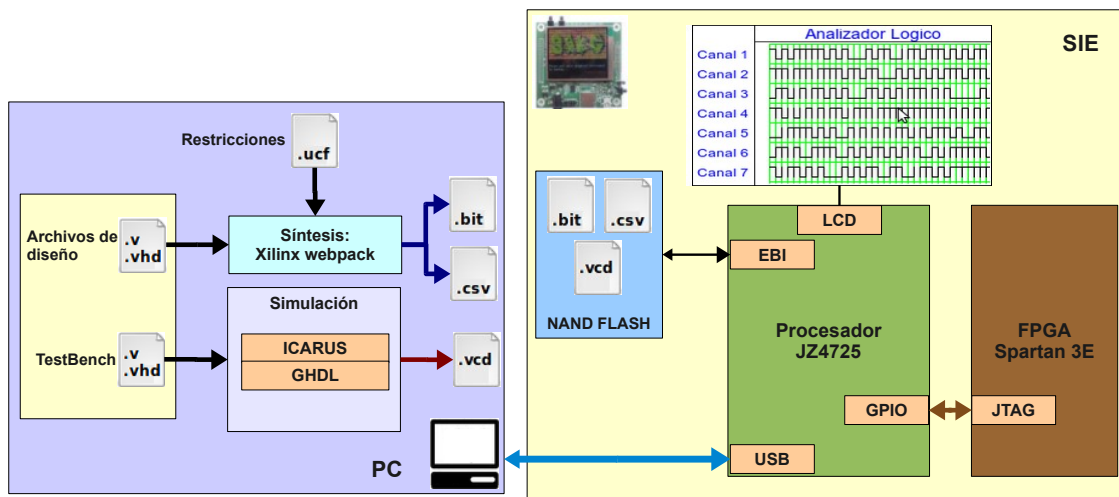 Restricciones
.ucf
Archivos de
diseño
.v
.vhd
Síntesis:
Xilinx webpack
.bit
.csv
Simulación
TestBench
.v
.vhd
ICARUS
GHDL
.vcd
PC
SIE
Analizador Logico
Canal 1
Canal 2
Canal 3
Canal 4
Canal 5
Canal 6
Canal 7
.bit
.csv
.vcd
NAND FLASH
LCD
EBI
Procesador
JZ4725
GPIO
USB
FPGA
Spartan 3E
JTAG